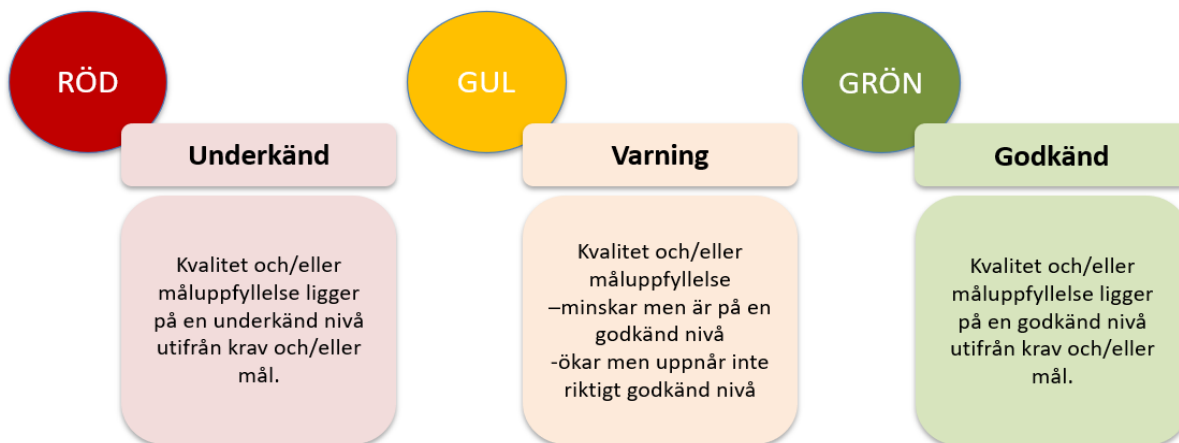 RÖD
Underkänd
Kvalitet och/eller
måluppfyllelse ligger
på en underkänd nivå
utifrån krav och/eller
mål.
GUL
Varning
Kvalitet och/eller
måluppfyllelse
–minskar men är på en
godkänd nivå
-ökar men uppnår inte
riktigt godkänd nivå
GRÖN
Godkänd
Kvalitet och/eller
måluppfyllelse ligger
på en godkänd nivå
utifrån krav och/eller
mål.